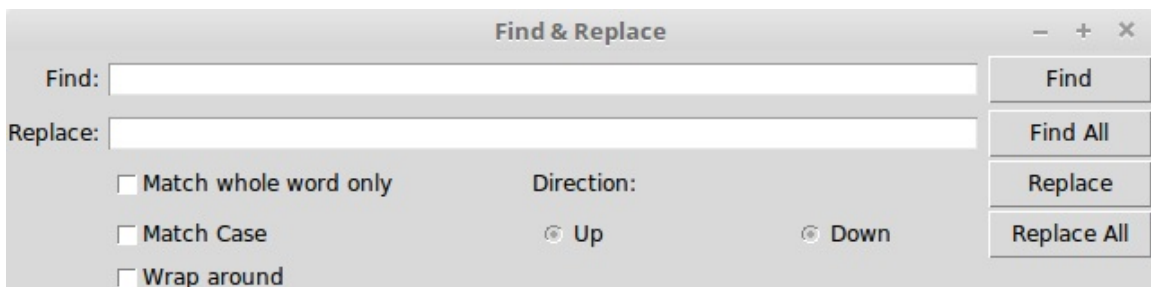 Find & Replace
Find: Find
Replace: Find All
Match whole word only Direction: Replace
Match Case Up Down Replace All
Wrap around